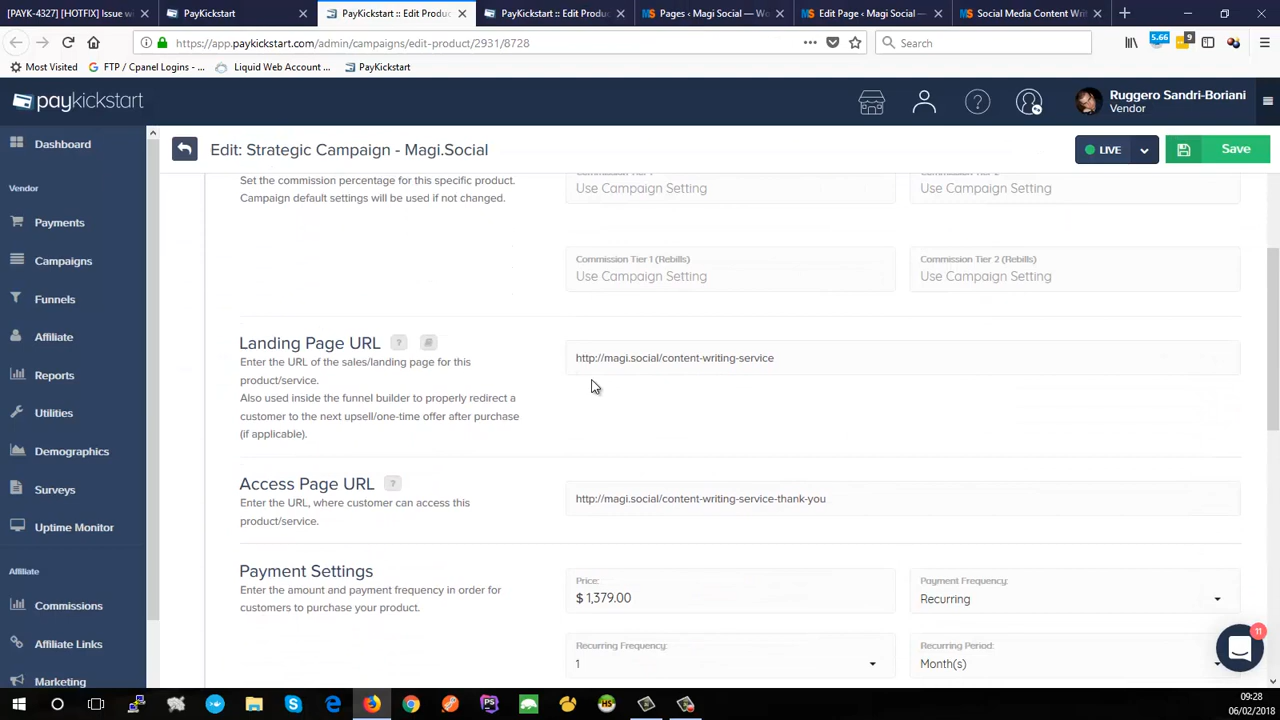 [PAYK-4327] [HOTFIX] Issue wi
PayKickstart
PayKickstart :: Edit Produc
PayKickstart :: Edit Produc
Pages ‹ Magi Social — Wo
Edit Page ‹ Magi Social —
Social Media Content Writ
https://app.paykickstart.com/admin/campaigns/edit-product/2931/8728
Search
5.66
9
Most Visited
FTP / Cpanel Logins - ...
Liquid Web Account ...
PayKickstart
paykickstart
Ruggero Sandri-Boriani
Vendor
Dashboard
Edit: Strategic Campaign - Magi.Social
LIVE
Save
Set the commission percentage for this specific product.
Campaign default settings will be used if not changed.
Use Campaign Setting
Use Campaign Setting
Vendor
Payments
Campaigns
Funnels
Affiliate
Reports
Utilities
Demographics
Surveys
Uptime Monitor
Affiliate
Commissions
Affiliate Links
Marketing
Commission Tier 1 (Rebills)
Use Campaign Setting
Commission Tier 2 (Rebills)
Use Campaign Setting
Landing Page URL ?
Enter the URL of the sales/landing page for this
product/service.
Also used inside the funnel builder to properly redirect a
customer to the next upsell/one-time offer after purchase
(if applicable).
http://magi.social/content-writing-service
Access Page URL ?
Enter the URL, where customer can access this
product/service.
http://magi.social/content-writing-service-thank-you
Payment Settings
Enter the amount and payment frequency in order for
customers to purchase your product.
Price:
$ 1,379.00
Payment Frequency:
Recurring
Recurring Frequency:
1
Recurring Period:
Month(s)
11
09:28
06/02/2018